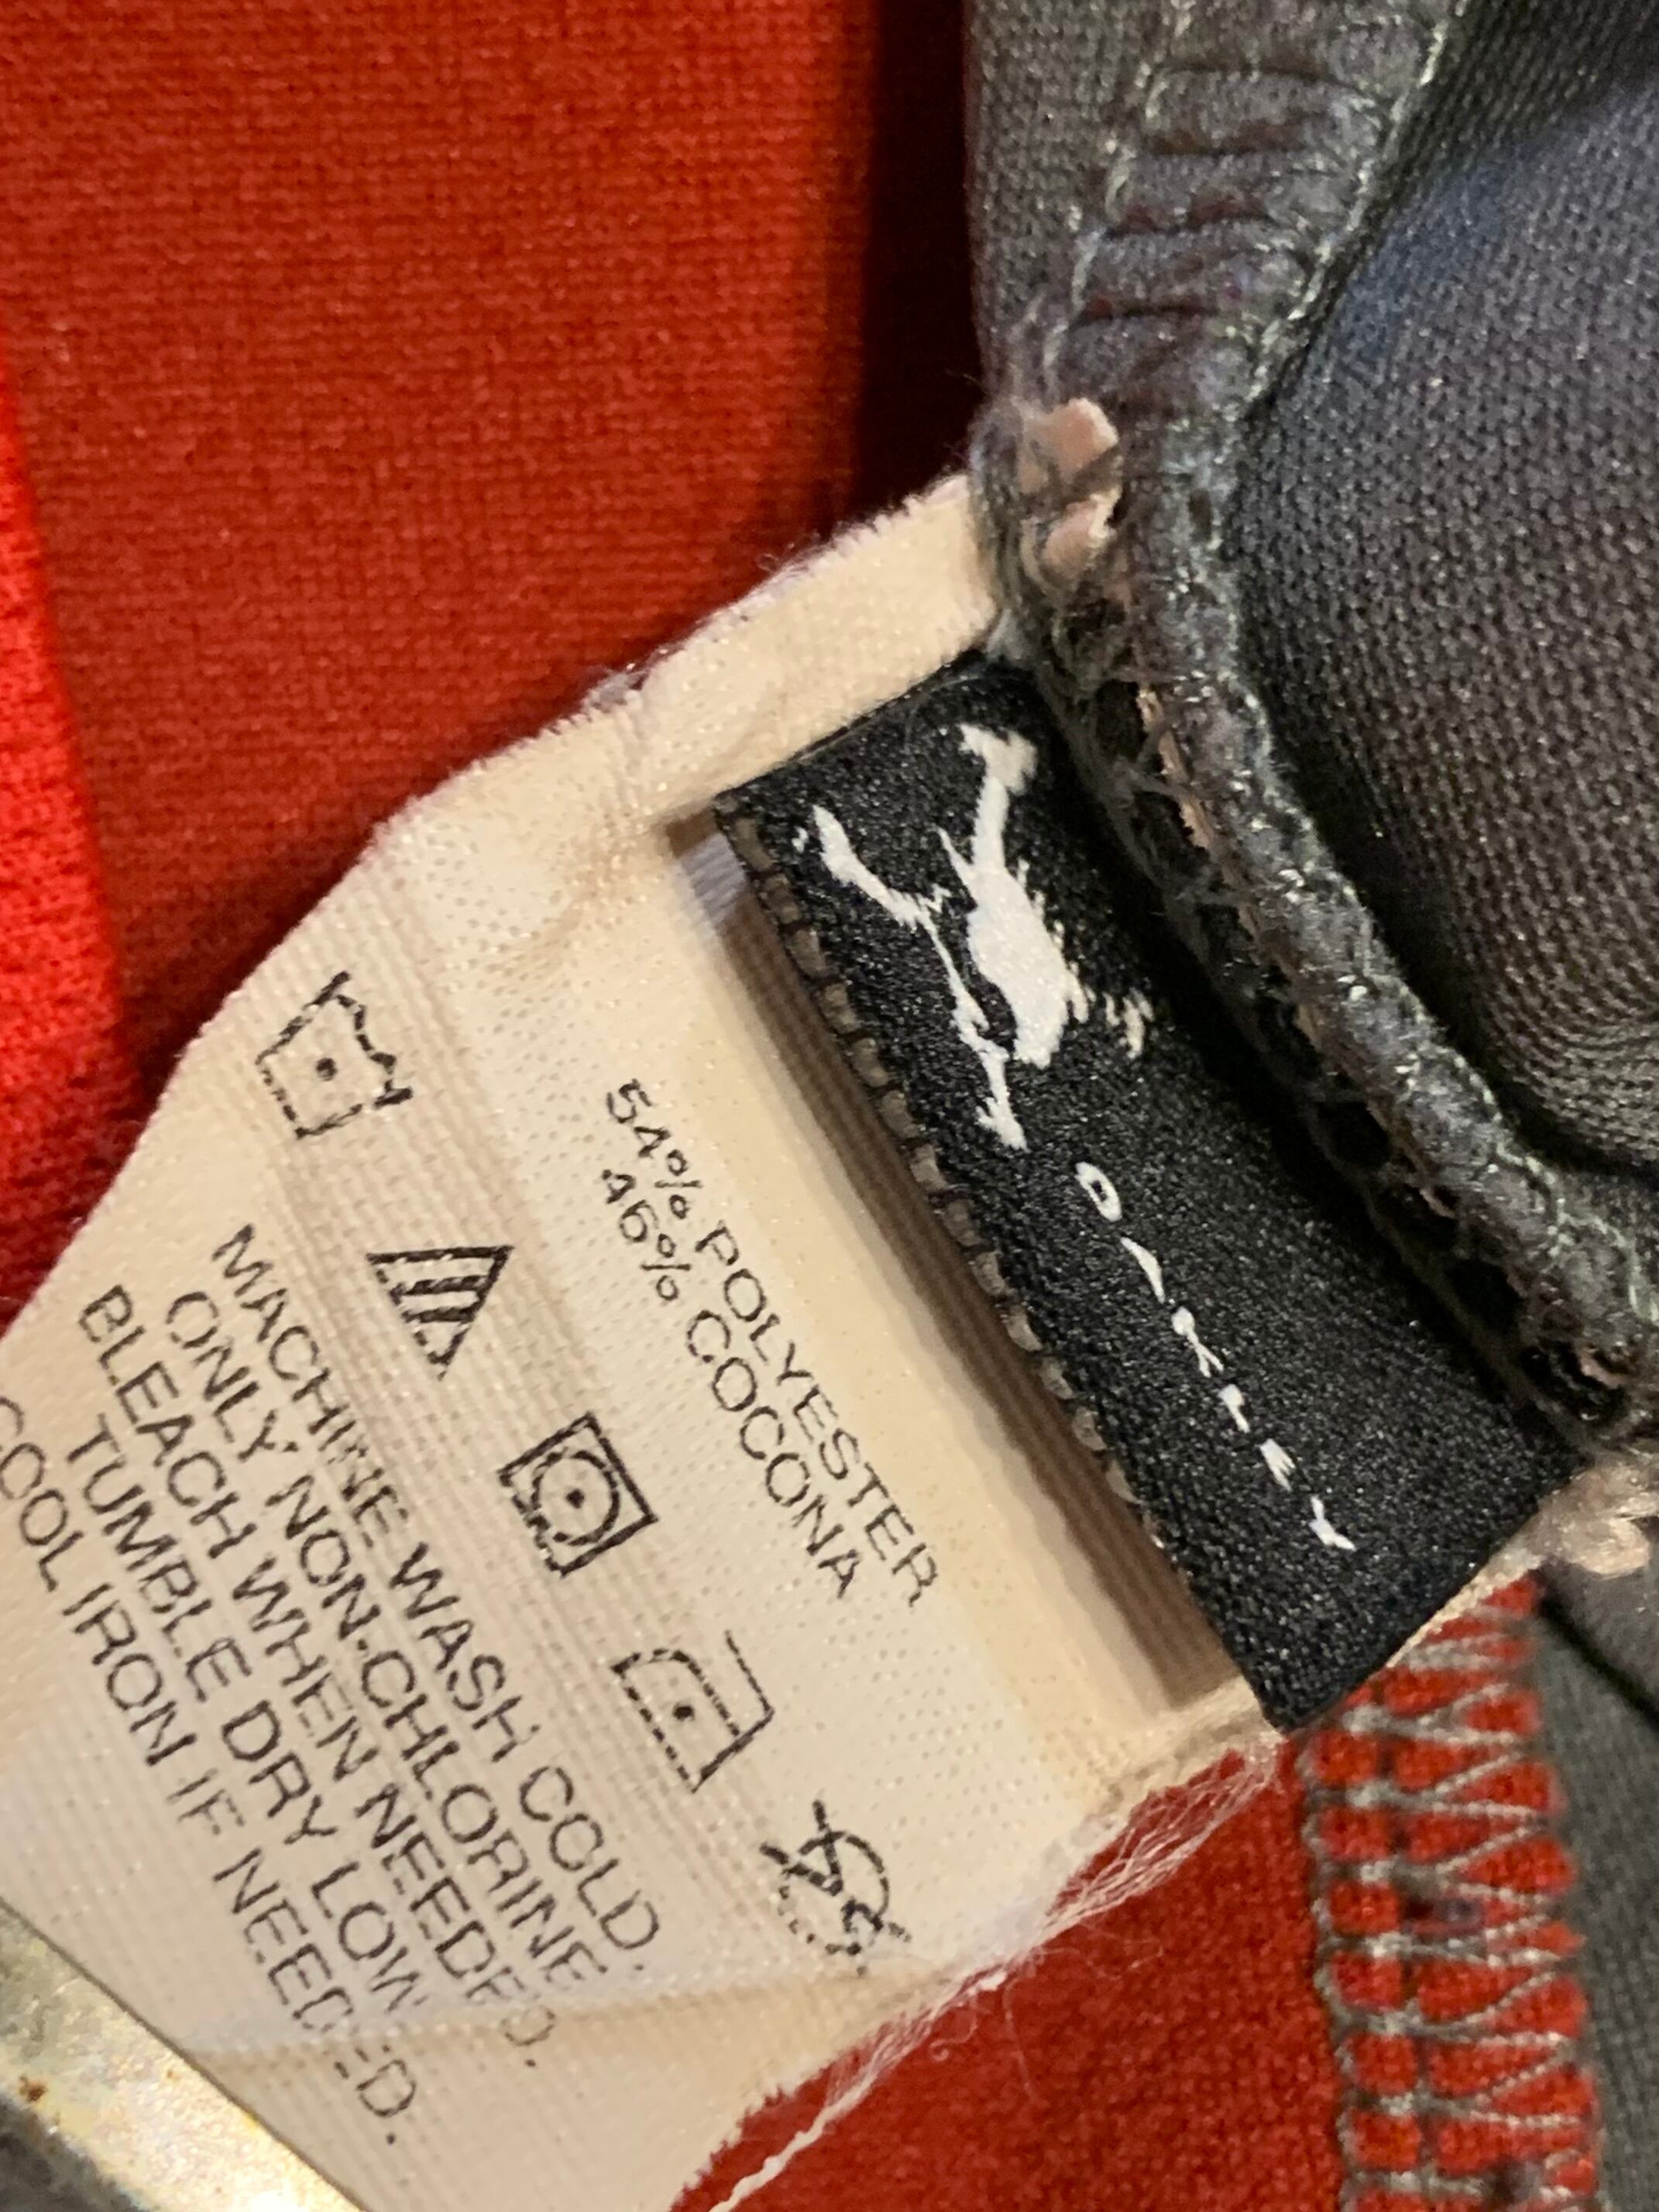 OAKLEY
54% POLYESTER
46% COCONA
MACHINE WASH COLD.
ONLY NON-CHLORINE
BLEACH WHEN NEEDED.
TUMBLE DRY LOW
COOL IRON IF NEEDED.